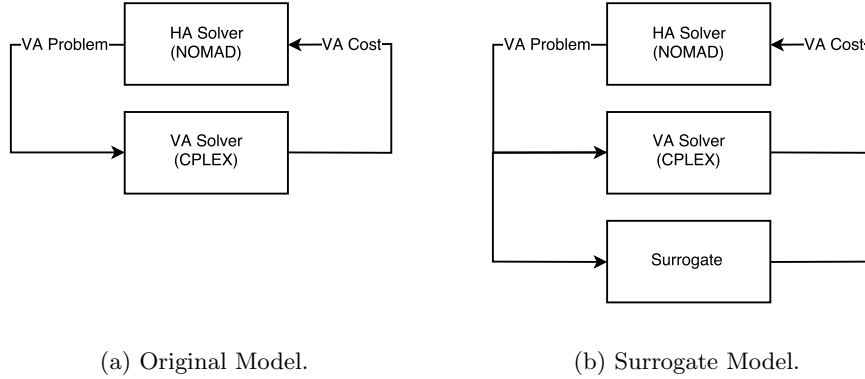 HA Solver
(NOMAD)
VA Problem
VA Cost
VA Solver
(CPLEX)
(a) Original Model.
HA Solver
(NOMAD)
VA Problem
VA Cost
VA Solver
(CPLEX)
Surrogate
(b) Surrogate Model.